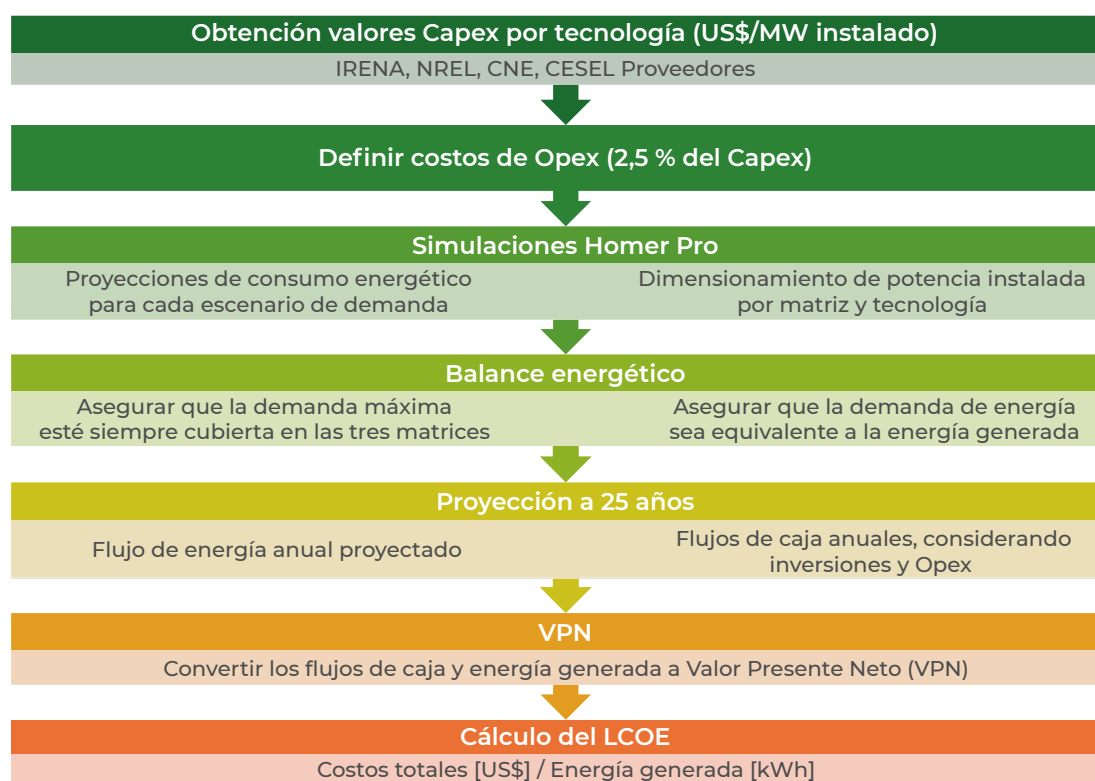 Obtención valores Capex por tecnología (US$/MW instalado)
IRENA, NREL, CNE, CESEL Proveedores
Definir costos de Opex (2,5 % del Capex)
Simulaciones Homer Pro
Proyecciones de consumo energético
para cada escenario de demanda
Dimensionamiento de potencia instalada
por matriz y tecnología
Balance energético
Asegurar que la demanda máxima
esté siempre cubierta en las tres matrices
Asegurar que la demanda de energía
sea equivalente a la energía generada
Proyección a 25 años
Flujo de energía anual proyectado
Flujos de caja anuales, considerando
inversiones y Opex
VPN
Convertir los flujos de caja y energía generada a Valor Presente Neto (VPN)
Cálculo del LCOE
Costos totales [US$] / Energía generada [kWh]